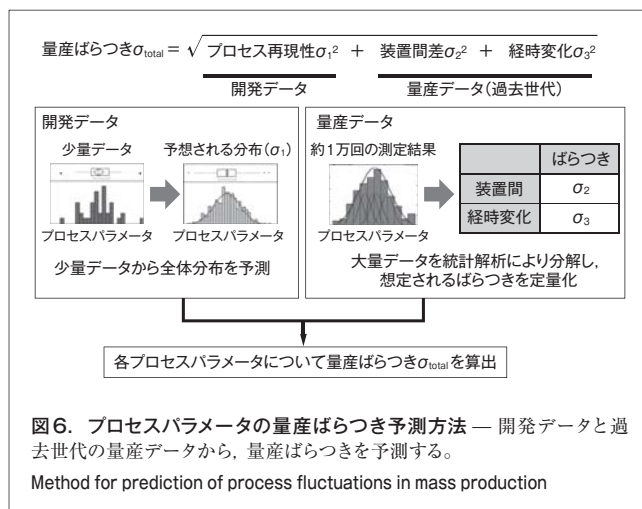 量産ばらつきσtotal = √ プロセス再現性σ1² + 装置間差σ2² + 経時変化σ3²
開発データ 量産データ(過去世代)
開発データ
少量データ 予想される分布(σ1)
プロセスパラメータ プロセスパラメータ
少量データから全体分布を予測
量産データ
約1万回の測定結果
プロセスパラメータ
ばらつき
装置間 σ2
経時変化 σ3
大量データを統計解析により分解し,
想定されるばらつきを定量化
各プロセスパラメータについて量産ばらつきσtotalを算出
図6. プロセスパラメータの量産ばらつき予測方法 — 開発データと過
去世代の量産データから, 量産ばらつきを予測する。
Method for prediction of process fluctuations in mass production